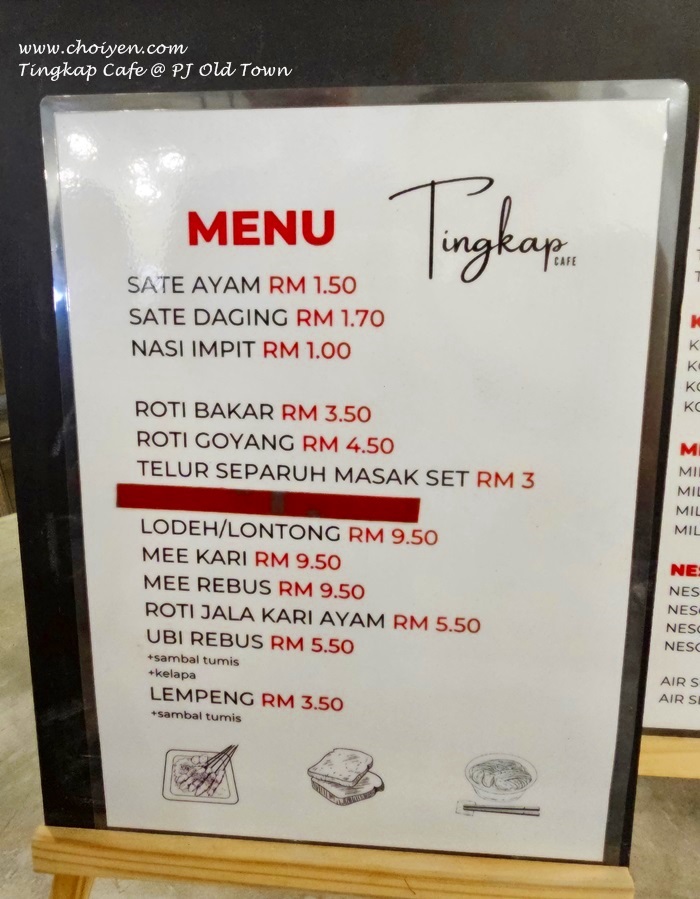 www.choiyen.com
Tingkap Cafe @ PJ Old Town
MENU
Tingkap
CAFE
SATE AYAM RM 1.50
SATE DAGING RM 1.70
NASI IMPIT RM 1.00
ROTI BAKAR RM 3.50
ROTI GOYANG RM 4.50
TELUR SEPARUH MASAK SET RM 3
LODEH/LONTONG RM 9.50
MEE KARI RM 9.50
MEE REBUS RM 9.50
ROTI JALA KARI AYAM RM 5.50
UBI REBUS RM 5.50
+sambal tumis
+kelapa
LEMPENG RM 3.50
+sambal tumis